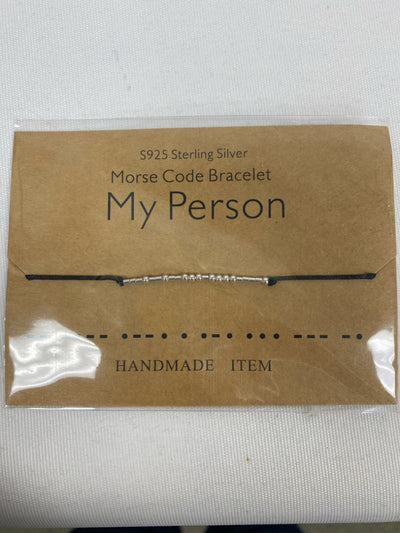 S925 Sterling Silver
Morse Code Bracelet
My Person
HANDMADE ITEM